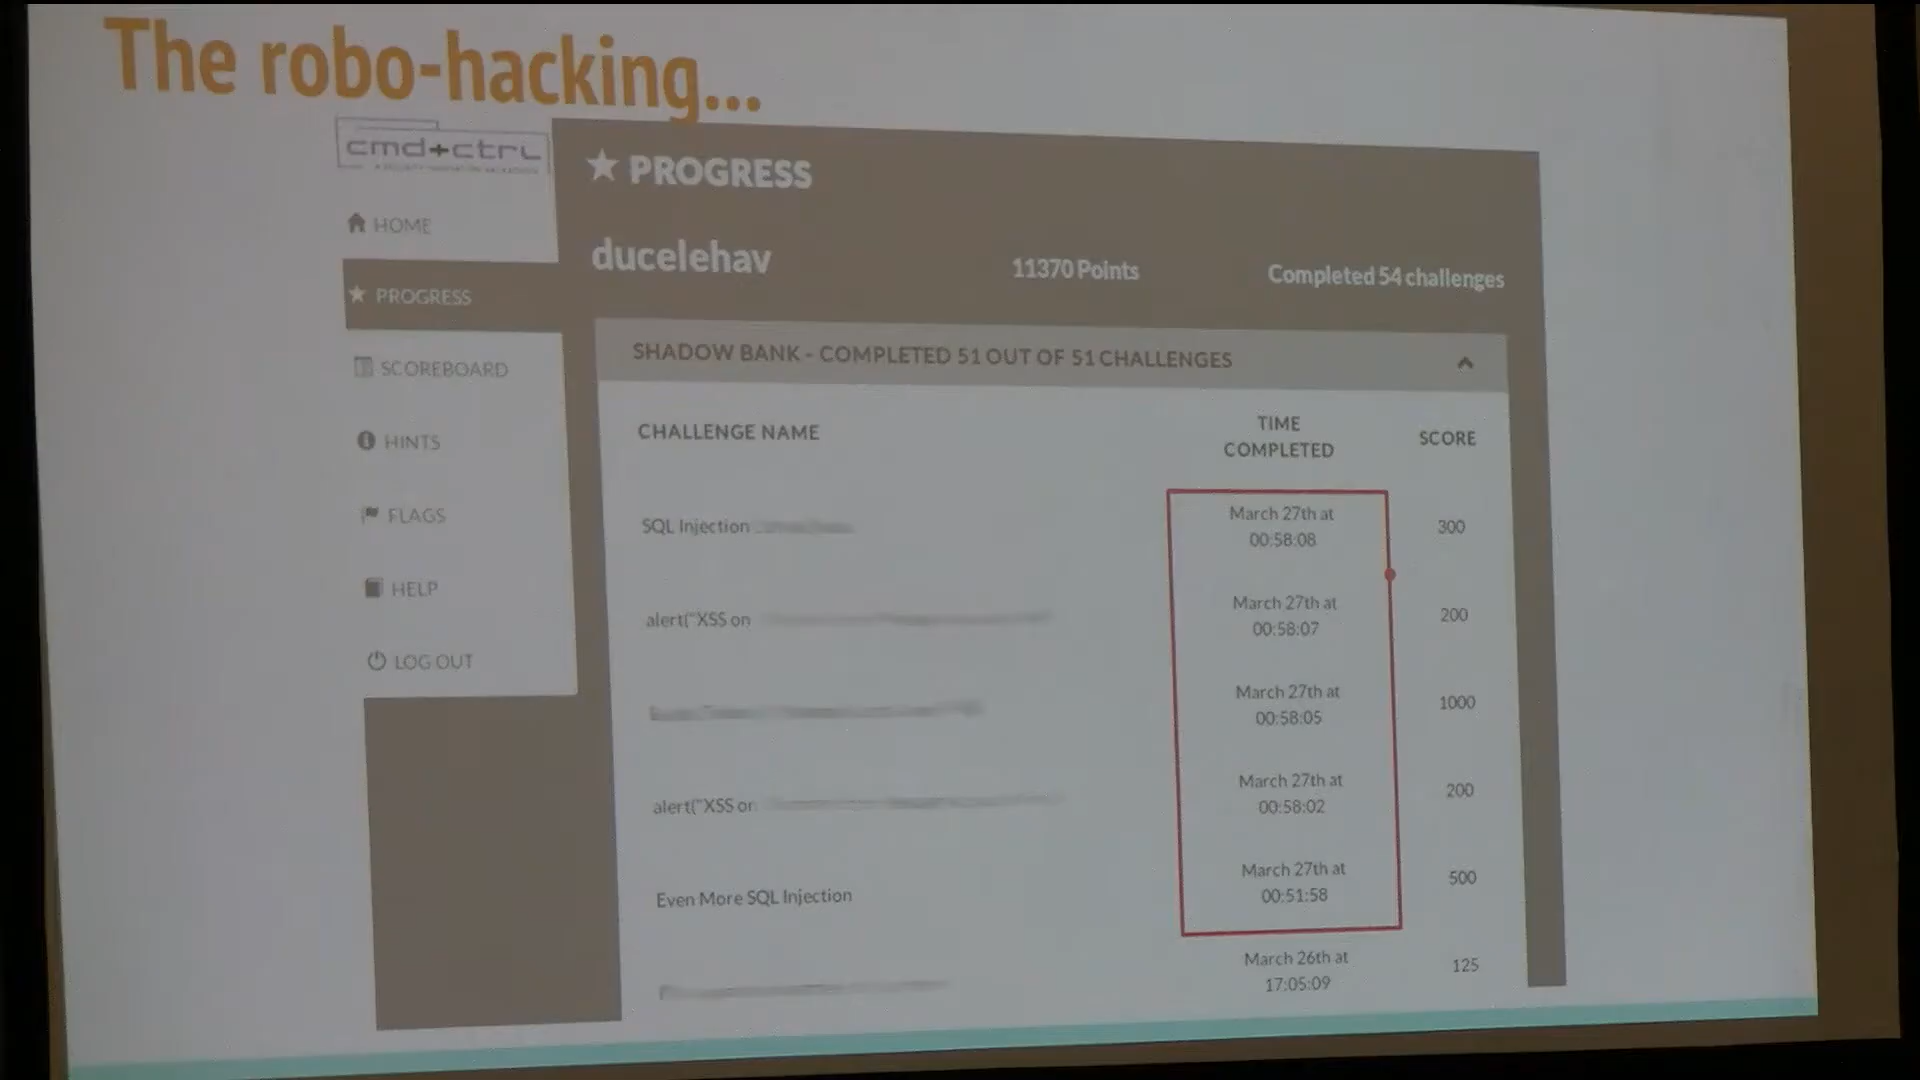 The robo-hacking...
cmd+ctrl
HOME
PROGRESS
SCOREBOARD
HINTS
FLAGS
HELP
LOG OUT
★ PROGRESS
ducelehav 11370 Points Completed 54 challenges
SHADOW BANK - COMPLETED 51 OUT OF 51 CHALLENGES
CHALLENGE NAME TIME COMPLETED SCORE
SQL Injection March 27th at 00:58:08 300
alert("XSS on March 27th at 00:58:07 200
March 27th at 00:58:05 1000
alert("XSS or March 27th at 00:58:02 200
Even More SQL Injection March 27th at 00:51:58 500
March 26th at 17:05:09 125